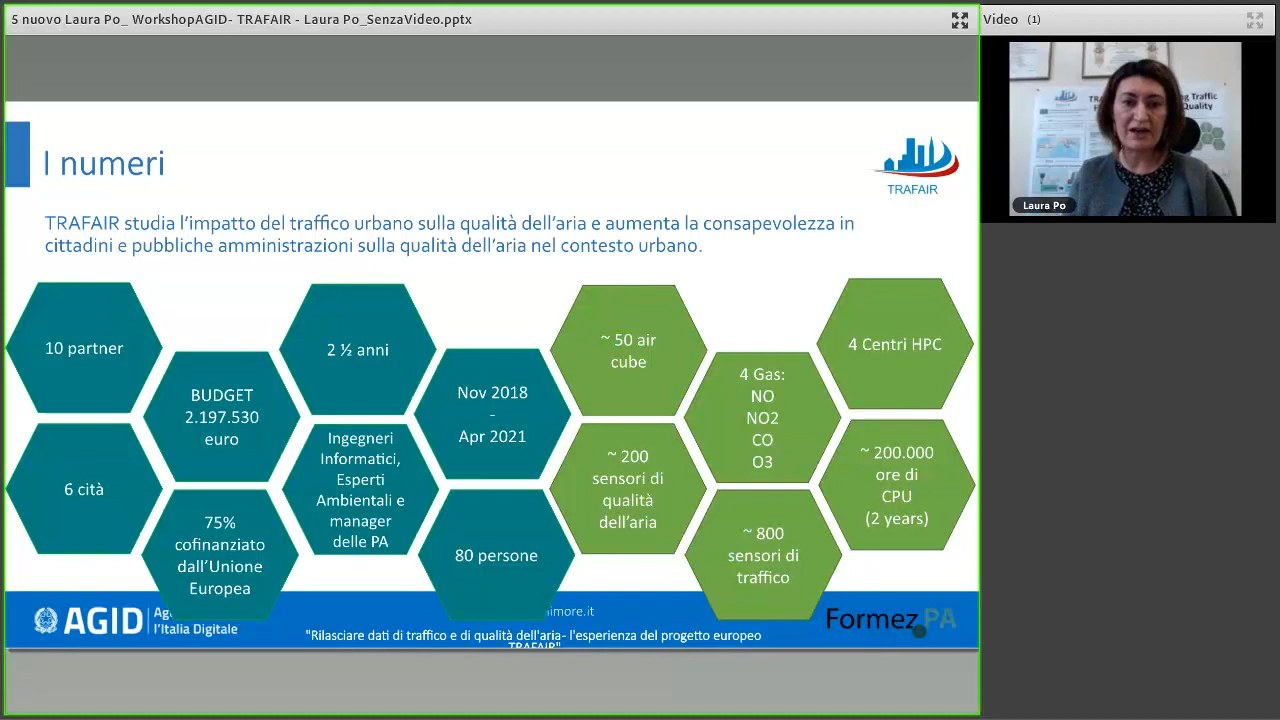 5 nuovo Laura Po_ WorkshopAGID- TRAFAIR - Laura Po_SenzaVideo.pptx
Video (1)
Laura Po
I numeri
TRAFAIR
TRAFAIR studia l'impatto del traffico urbano sulla qualità dell'aria e aumenta la consapevolezza in
cittadini e pubbliche amministrazioni sulla qualità dell'aria nel contesto urbano.
10 partner
6 cità
BUDGET
2.197.530
euro
75%
cofinanziato
dall'Unione
Europea
2 ½ anni
Ingegneri
Informatici,
Esperti
Ambientali e
manager
delle PA
Nov 2018
-
Apr 2021
80 persone
~ 50 air
cube
~ 200
sensori di
qualità
dell'aria
4 Gas:
NO
NO2
CO
O3
~ 800
sensori di
traffico
4 Centri HPC
~ 200.000
ore di
CPU
(2 years)
AGID
l'Italia Digitale
imore.it
"Rilasciare dati di traffico e di qualità dell'aria- l'esperienza del progetto europeo
TRAFAIR"
Formez PA